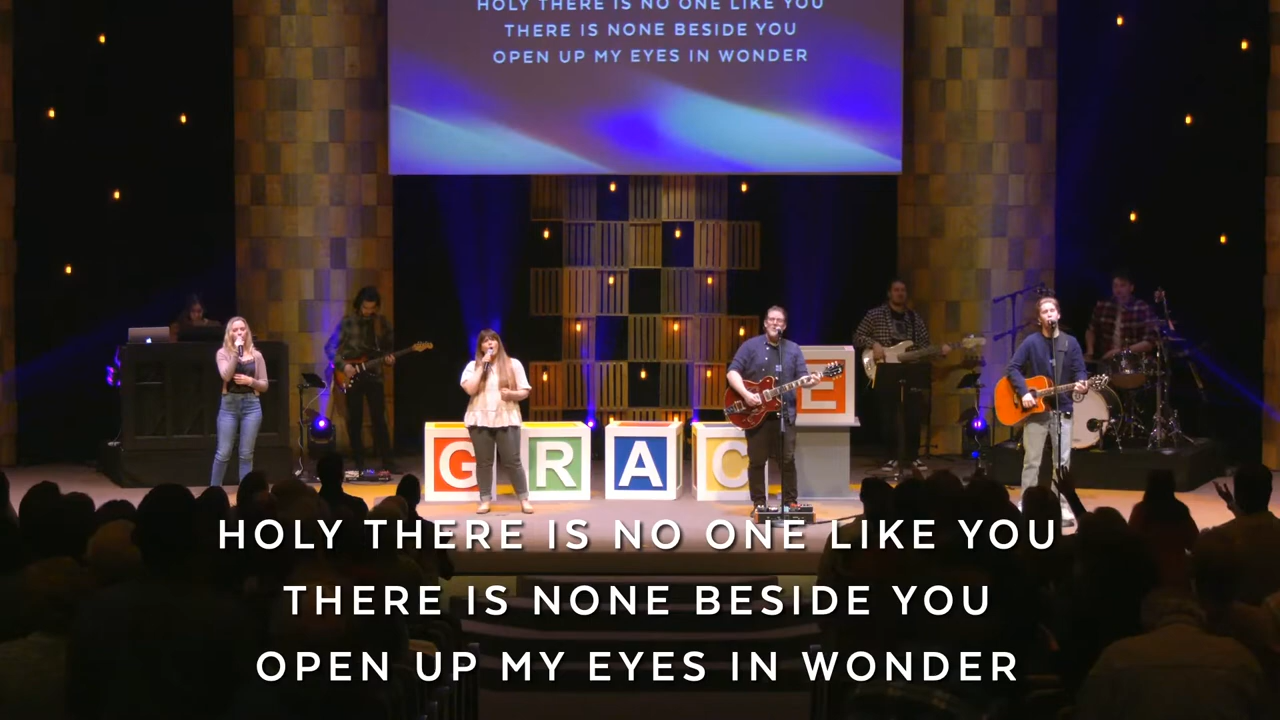 HOLY THERE IS NO ONE LIKE YOU
THERE IS NONE BESIDE YOU
OPEN UP MY EYES IN WONDER
G R A C E
HOLY THERE IS NO ONE LIKE YOU
THERE IS NONE BESIDE YOU
OPEN UP MY EYES IN WONDER